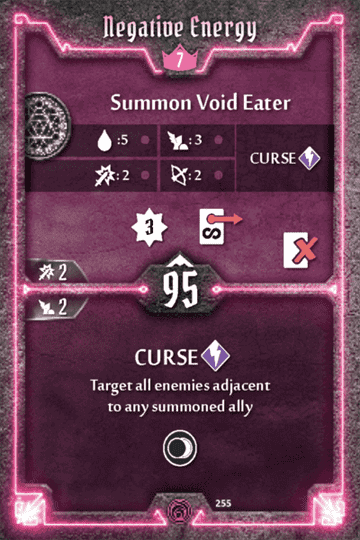 Negative Energy
7
Summon Void Eater
:5 :3
CURSE
:2 :2
3
2
95
2
CURSE
Target all enemies adjacent
to any summoned ally
255